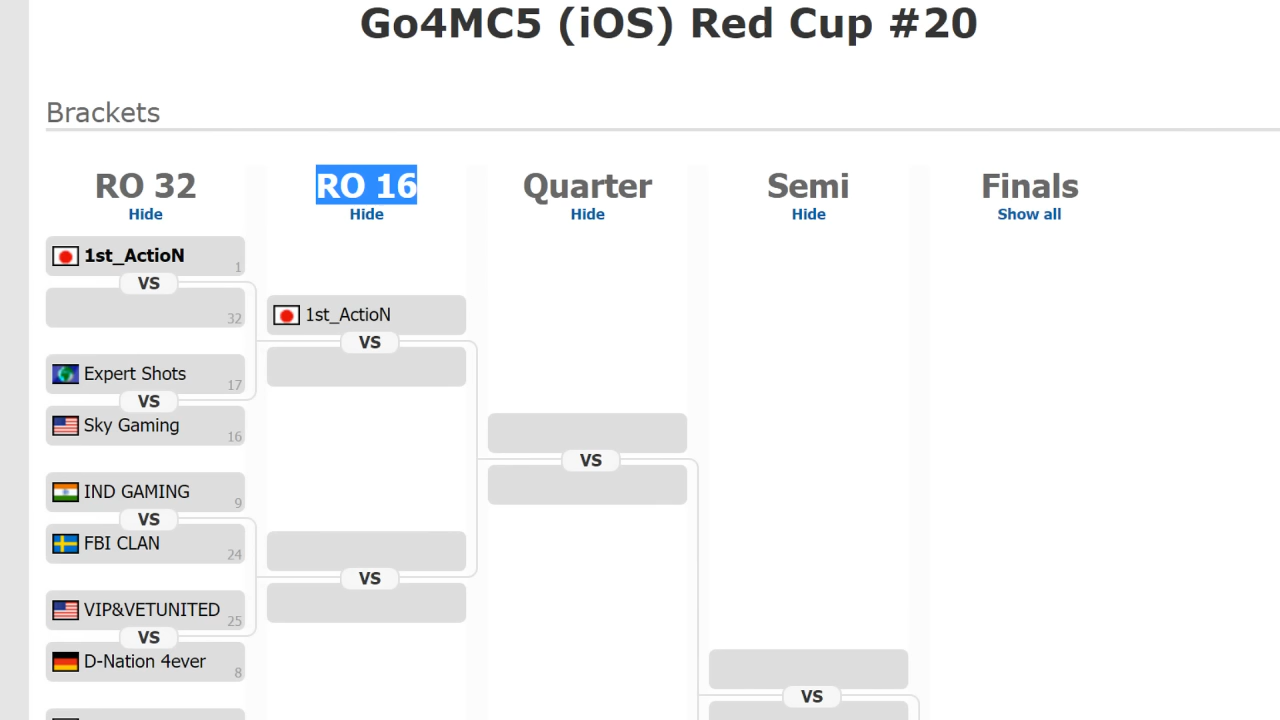 Go4MC5 (iOS) Red Cup #20
Brackets
RO 32
RO 16
Quarter
Semi
Finals
Hide
Hide
Hide
Hide
Show all
1st_ActioN
1
VS
32
1st_ActioN
VS
Expert Shots
17
VS
Sky Gaming
16
VS
IND GAMING
9
VS
FBI CLAN
24
VS
VIP&VETUNITED
25
VS
D-Nation 4ever
8
VS